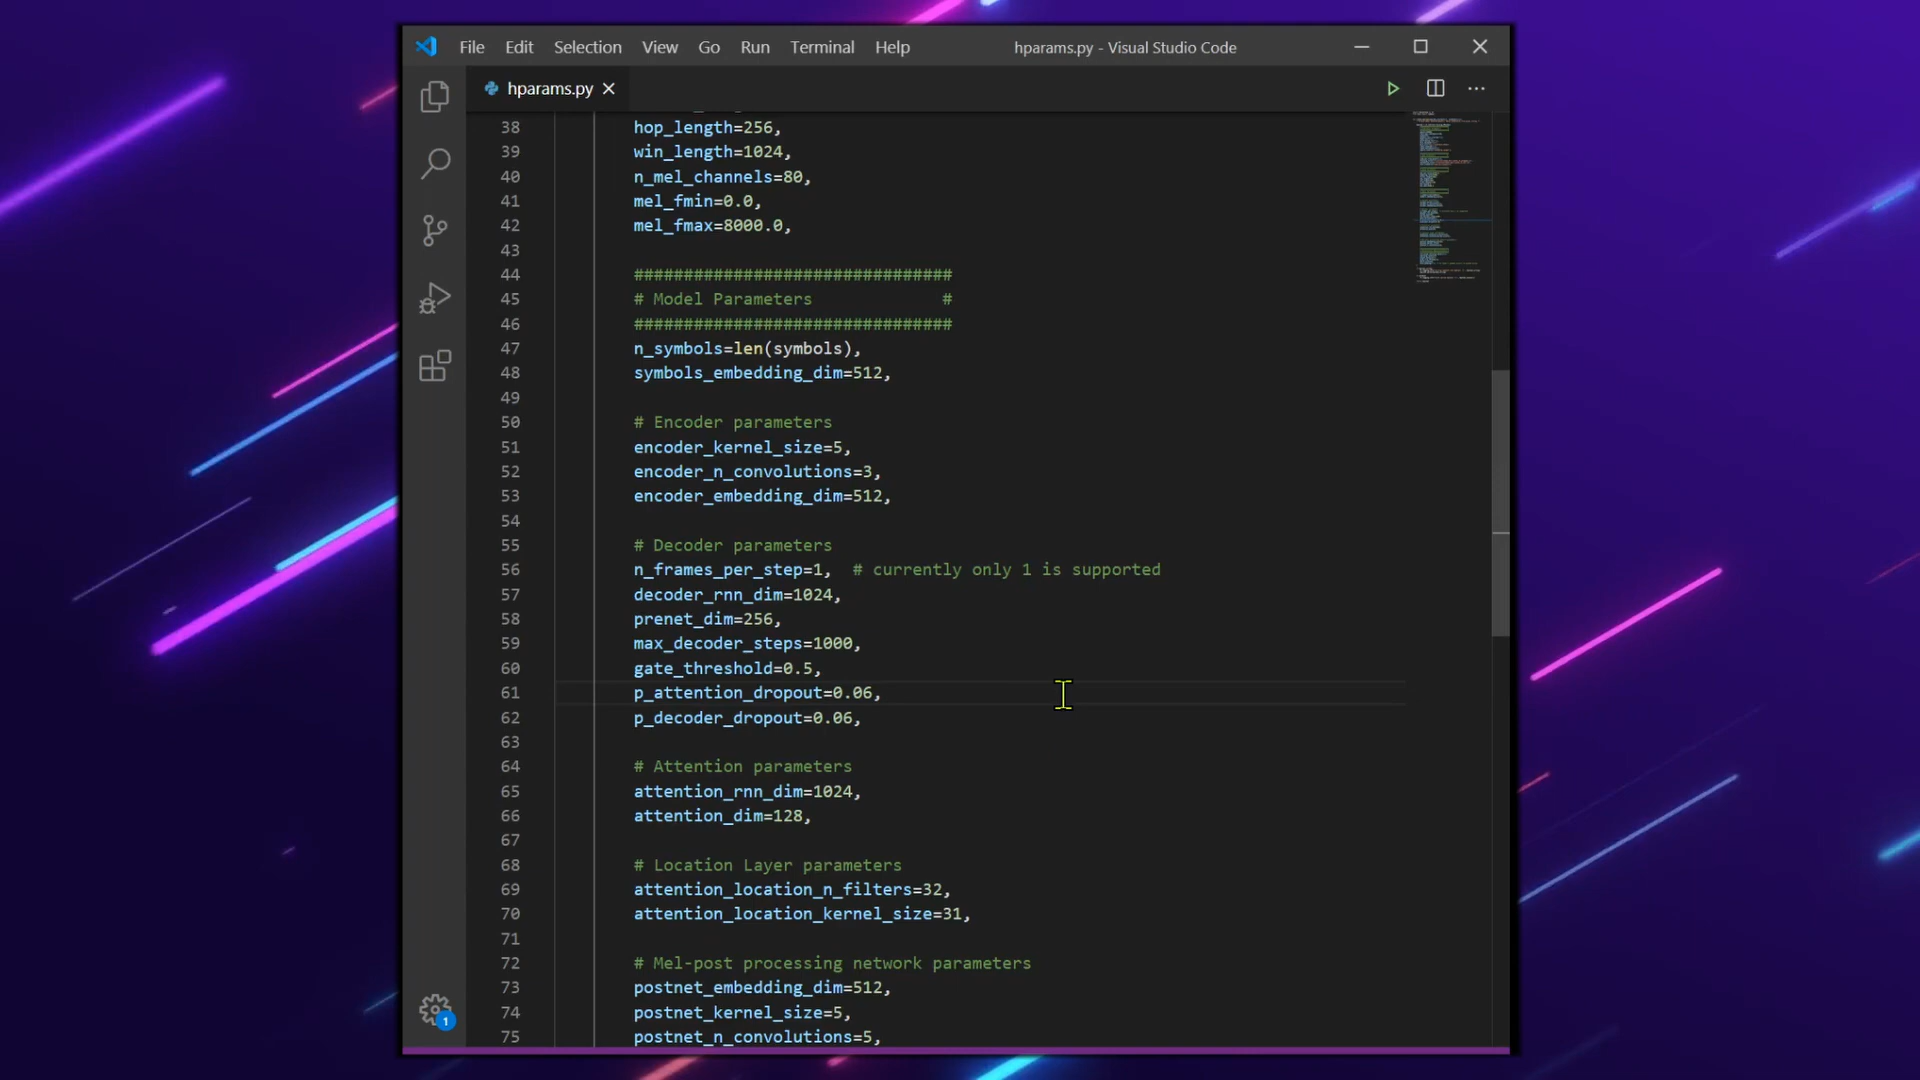 File Edit Selection View Go Run Terminal Help hparams.py - Visual Studio Code
hparams.py
38 hop_length=256,
39 win_length=1024,
40 n_mel_channels=80,
41 mel_fmin=0.0,
42 mel_fmax=8000.0,
43
44 ################################
45 # Model Parameters             #
46 ################################
47 n_symbols=len(symbols),
48 symbols_embedding_dim=512,
49
50 # Encoder parameters
51 encoder_kernel_size=5,
52 encoder_n_convolutions=3,
53 encoder_embedding_dim=512,
54
55 # Decoder parameters
56 n_frames_per_step=1,  # currently only 1 is supported
57 decoder_rnn_dim=1024,
58 prenet_dim=256,
59 max_decoder_steps=1000,
60 gate_threshold=0.5,
61 p_attention_dropout=0.06,
62 p_decoder_dropout=0.06,
63
64 # Attention parameters
65 attention_rnn_dim=1024,
66 attention_dim=128,
67
68 # Location Layer parameters
69 attention_location_n_filters=32,
70 attention_location_kernel_size=31,
71
72 # Mel-post processing network parameters
73 postnet_embedding_dim=512,
74 postnet_kernel_size=5,
75 postnet_n_convolutions=5,
1